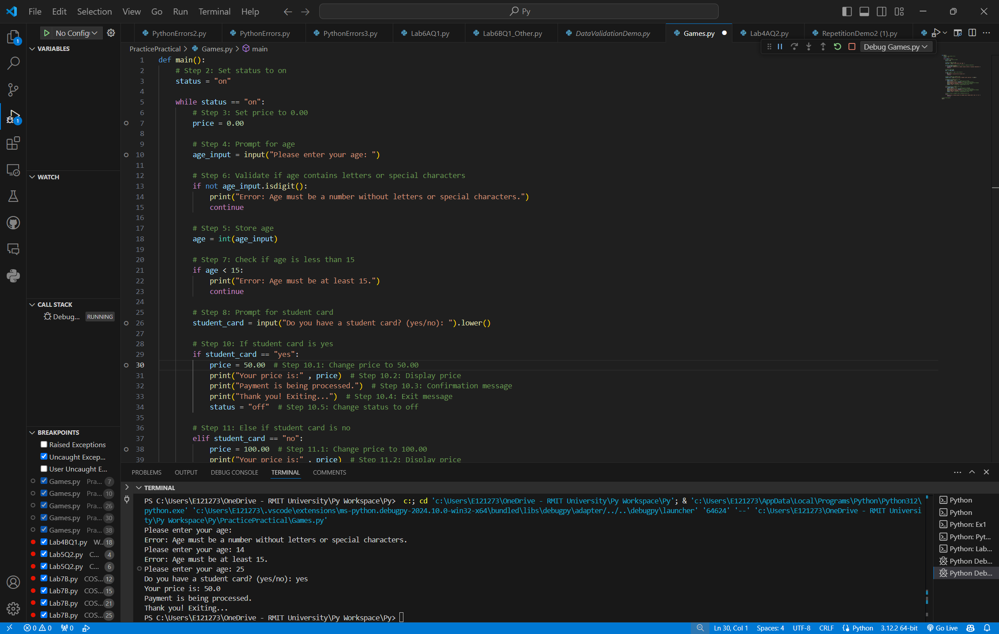 File Edit Selection View Go Run Terminal Help
Py
No Config
PythonErrors2.py PythonErrors.py PythonErrors3.py Lab6AQ1.py Lab6BQ1_Other.py DataValidationDemo.py Games.py Lab4AQ2.py RepetitionDemo2 (1).py
PracticePractical > Games.py > main
Debug Games.py
VARIABLES
WATCH
CALL STACK
Debug... RUNNING
BREAKPOINTS
Raised Exceptions
Uncaught Excep...
User Uncaught E...
Games.py Pra... 7
Games.py Pra... 10
Games.py Pra... 26
Games.py Pra... 30
Games.py Pra... 38
Lab4BQ1.py W... 18
Lab5Q2.py C... 4
Lab5Q2.py C... 6
Lab7B.py COS... 12
Lab7B.py COS... 15
Lab7B.py COS... 21
Lab7B.py COS... 25
1 def main():
2 # Step 2: Set status to on
3 status = "on"
4
5 while status == "on":
6 # Step 3: Set price to 0.00
7 price = 0.00
8
9 # Step 4: Prompt for age
10 age_input = input("Please enter your age: ")
11
12 # Step 6: Validate if age contains letters or special characters
13 if not age_input.isdigit():
14 print("Error: Age must be a number without letters or special characters.")
15 continue
16
17 # Step 5: Store age
18 age = int(age_input)
19
20 # Step 7: Check if age is less than 15
21 if age < 15:
22 print("Error: Age must be at least 15.")
23 continue
24
25 # Step 8: Prompt for student card
26 student_card = input("Do you have a student card? (yes/no): ").lower()
27
28 # Step 10: If student card is yes
29 if student_card == "yes":
30 price = 50.00 # Step 10.1: Change price to 50.00
31 print("Your price is:" , price) # Step 10.2: Display price
32 print("Payment is being processed.") # Step 10.3: Confirmation message
33 print("Thank you! Exiting...") # Step 10.4: Exit message
34 status = "off" # Step 10.5: Change status to off
35
36 # Step 11: Else if student card is no
37 elif student_card == "no":
38 price = 100.00 # Step 11.1: Change price to 100.00
39 print("Your price is:" , price) # Step 11.2: Display price
PROBLEMS OUTPUT DEBUG CONSOLE TERMINAL COMMENTS
TERMINAL
PS C:\Users\E121273\OneDrive - RMIT University\Py Workspace\Py> c:; cd 'c:\Users\E121273\OneDrive - RMIT University\Py Workspace\Py'; & 'c:\Users\E121273\AppData\Local\Programs\Python\Python312\
python.exe' 'c:\Users\E121273\.vscode\extensions\ms-python.debugpy-2024.10.0-win32-x64\bundled\libs\debugpy\adapter/../..\debugpy\launcher' '64624' '--' 'c:\Users\E121273\OneDrive - RMIT Universi
ty\Py Workspace\Py\PracticePractical\Games.py'
Please enter your age:
Error: Age must be a number without letters or special characters.
Please enter your age: 14
Error: Age must be at least 15.
Please enter your age: 25
Do you have a student card? (yes/no): yes
Your price is: 50.0
Payment is being processed.
Thank you! Exiting...
PS C:\Users\E121273\OneDrive - RMIT University\Py Workspace\Py>
Python
Python
Python: Ex1
Python: Pyt...
Python: Lab...
Python Deb...
Python Deb...
0 0 0 Ln 30, Col 1 Spaces: 4 UTF-8 CRLF Python 3.12.2 64-bit Go Live